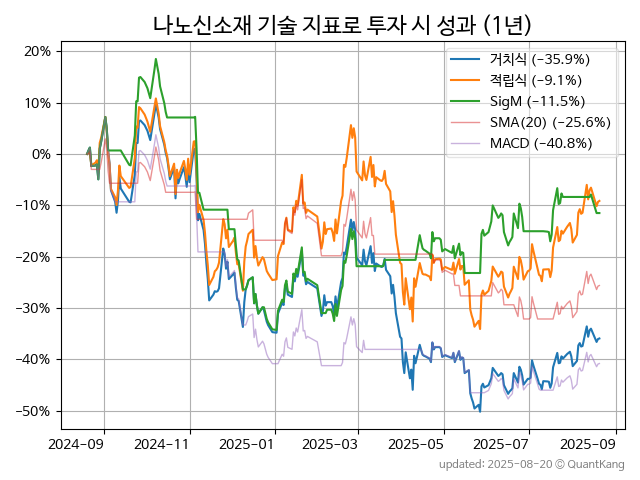 나노신소재 기술 지표로 투자 시 성과 (1년)
거치식 (−35.9%)
적립식 (−9.1%)
SigM (−11.5%)
SMA(20) (−25.6%)
MACD (−40.8%)
20%
10%
0%
−10%
−20%
−30%
−40%
−50%
2024−09 2024−11 2025−01 2025−03 2025−05 2025−07 2025−09
updated: 2025−08−20 ⓒ QuantKang